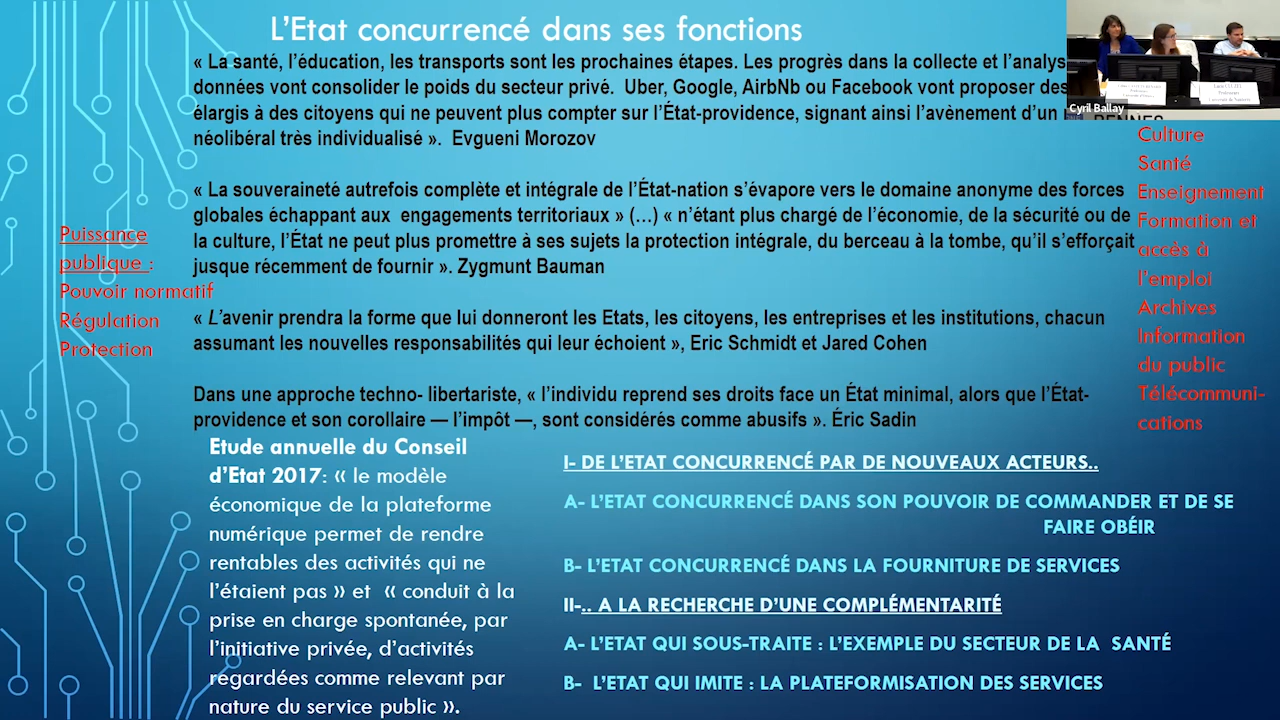 L’Etat concurrencé dans ses fonctions
« La santé, l’éducation, les transports sont les prochaines étapes. Les progrès dans la collecte et l’analys
données vont consolider le poids du secteur privé. Uber, Google, AirbNb ou Facebook vont proposer des
élargis à des citoyens qui ne peuvent plus compter sur l’État-providence, signant ainsi l’avènement d’un
néolibéral très individualisé ». Evgueni Morozov
« La souveraineté autrefois complète et intégrale de l’État-nation s’évapore vers le domaine anonyme des forces
globales échappant aux engagements territoriaux » (…) « n’étant plus chargé de l’économie, de la sécurité ou de
la culture, l’État ne peut plus promettre à ses sujets la protection intégrale, du berceau à la tombe, qu’il s’efforçait
jusque récemment de fournir ». Zygmunt Bauman
« L’avenir prendra la forme que lui donneront les Etats, les citoyens, les entreprises et les institutions, chacun
assumant les nouvelles responsabilités qui leur échoient », Eric Schmidt et Jared Cohen
Dans une approche techno- libertariste, « l’individu reprend ses droits face un État minimal, alors que l’État-
providence et son corollaire — l’impôt —, sont considérés comme abusifs ». Éric Sadin
Puissance
publique :
Pouvoir normatif
Régulation
Protection
Cyril Ballay
RENNES
Culture
Santé
Enseignement
Formation et
accès à
l’emploi
Archives
Information
du public
Télécommuni-
cations
Etude annuelle du Conseil
d’Etat 2017: « le modèle
économique de la plateforme
numérique permet de rendre
rentables des activités qui ne
l’étaient pas » et « conduit à la
prise en charge spontanée, par
l’initiative privée, d’activités
regardées comme relevant par
nature du service public ».
I- DE L’ETAT CONCURRENCÉ PAR DE NOUVEAUX ACTEURS..
A- L’ETAT CONCURRENCÉ DANS SON POUVOIR DE COMMANDER ET DE SE
FAIRE OBÉIR
B- L’ETAT CONCURRENCÉ DANS LA FOURNITURE DE SERVICES
II-.. A LA RECHERCHE D’UNE COMPLÉMENTARITÉ
A- L’ETAT QUI SOUS-TRAITE : L’EXEMPLE DU SECTEUR DE LA SANTÉ
B- L’ETAT QUI IMITE : LA PLATEFORMISATION DES SERVICES